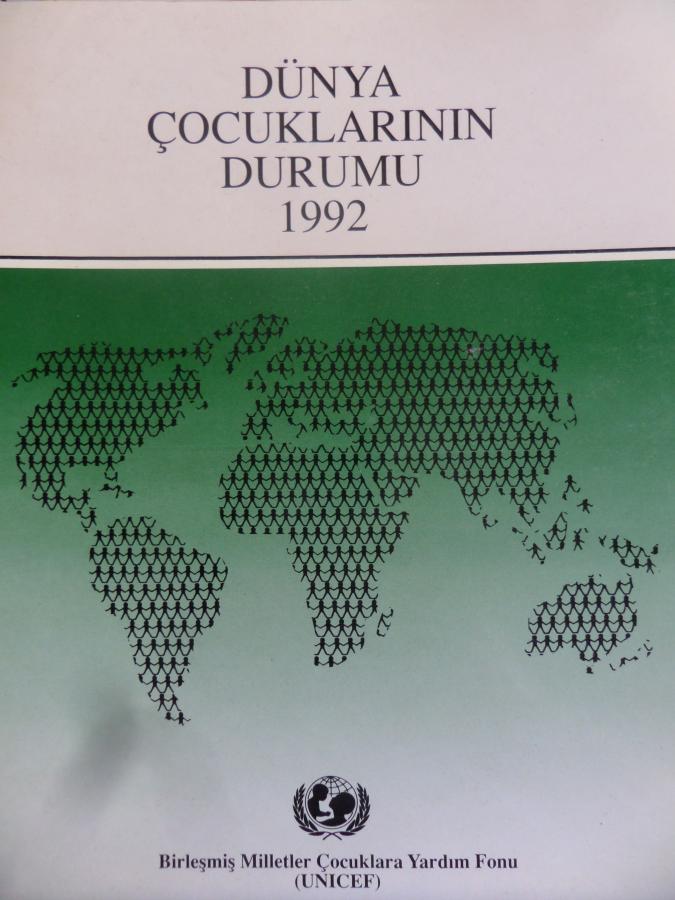 DÜNYA
ÇOCUKLARININ
DURUMU
1992
Birleşmiş Milletler Çocuklara Yardım Fonu
(UNICEF)